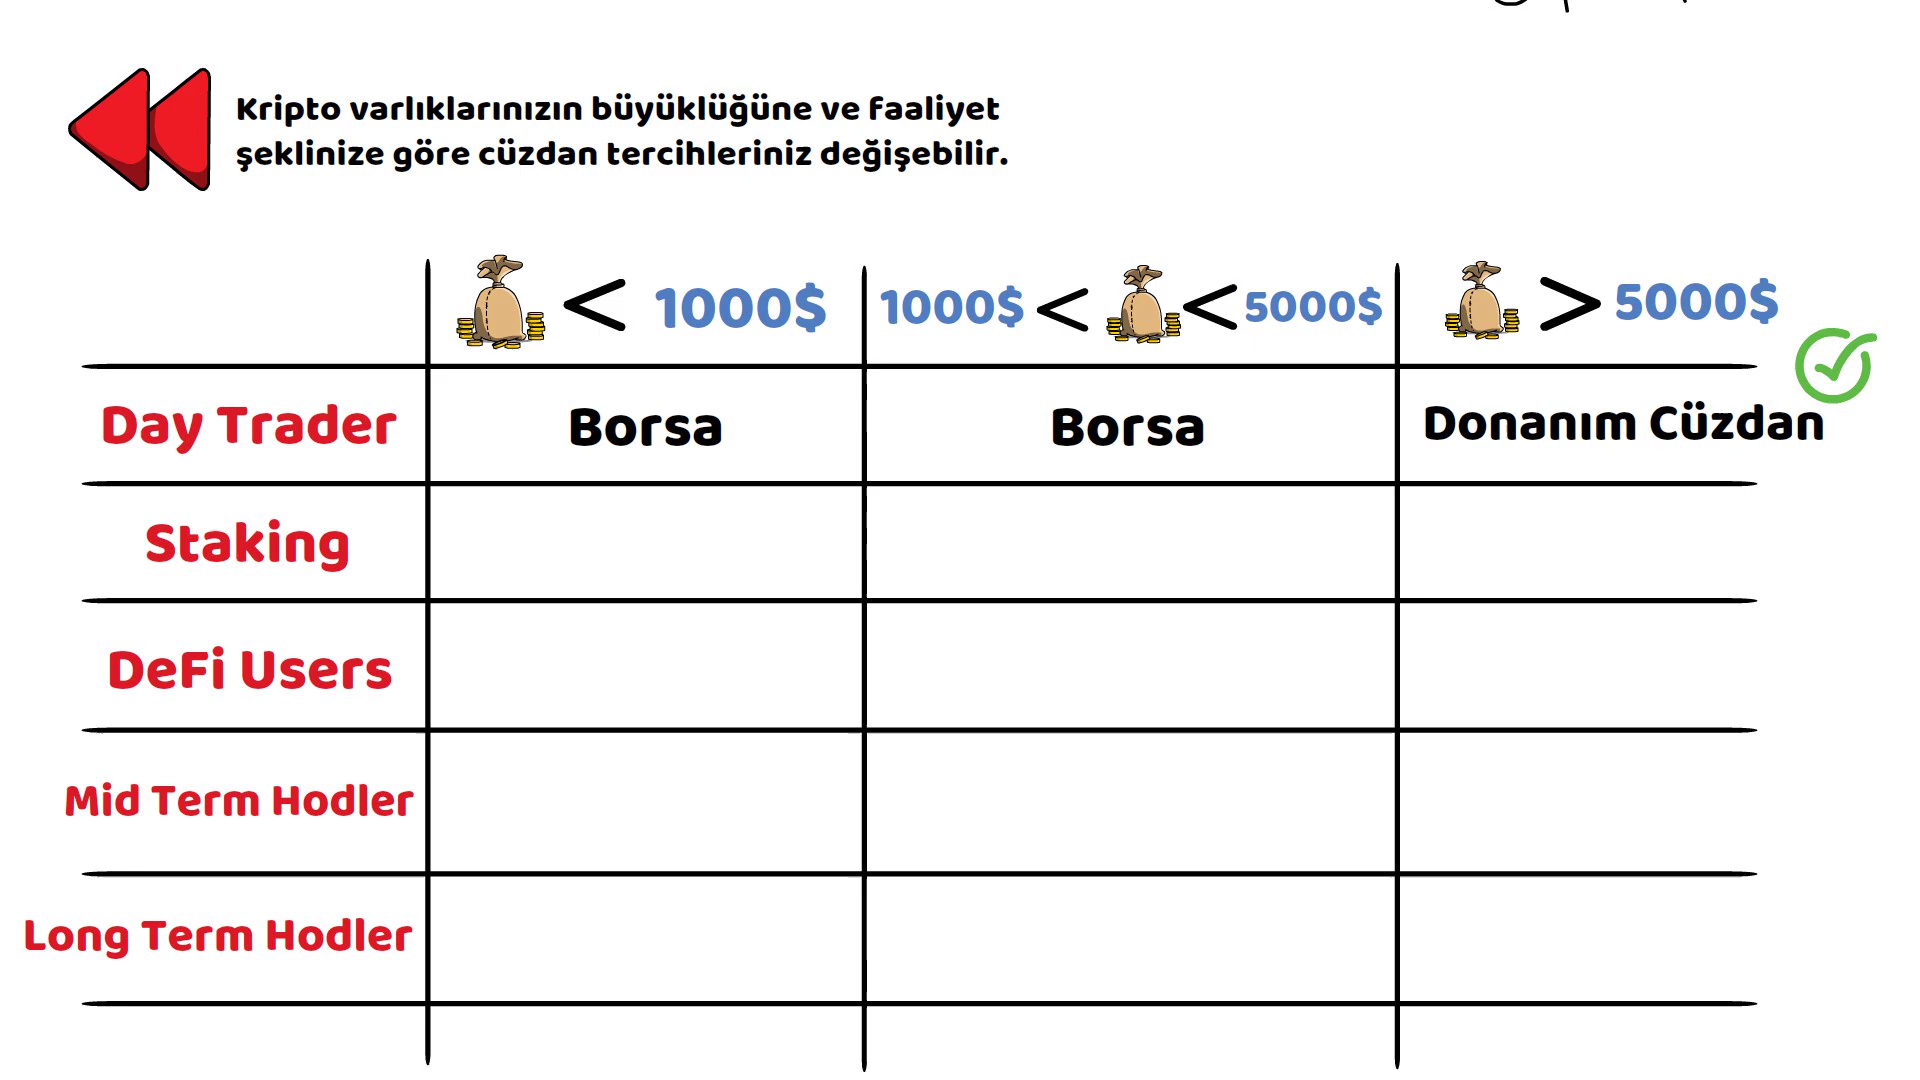 Kripto varlıklarınızın büyüklüğüne ve faaliyet
şeklinize göre cüzdan tercihleriniz değişebilir.
< 1000$ 1000$ < < 5000$ > 5000$
Day Trader Borsa Borsa Donanım Cüzdan
Staking
DeFi Users
Mid Term Hodler
Long Term Hodler